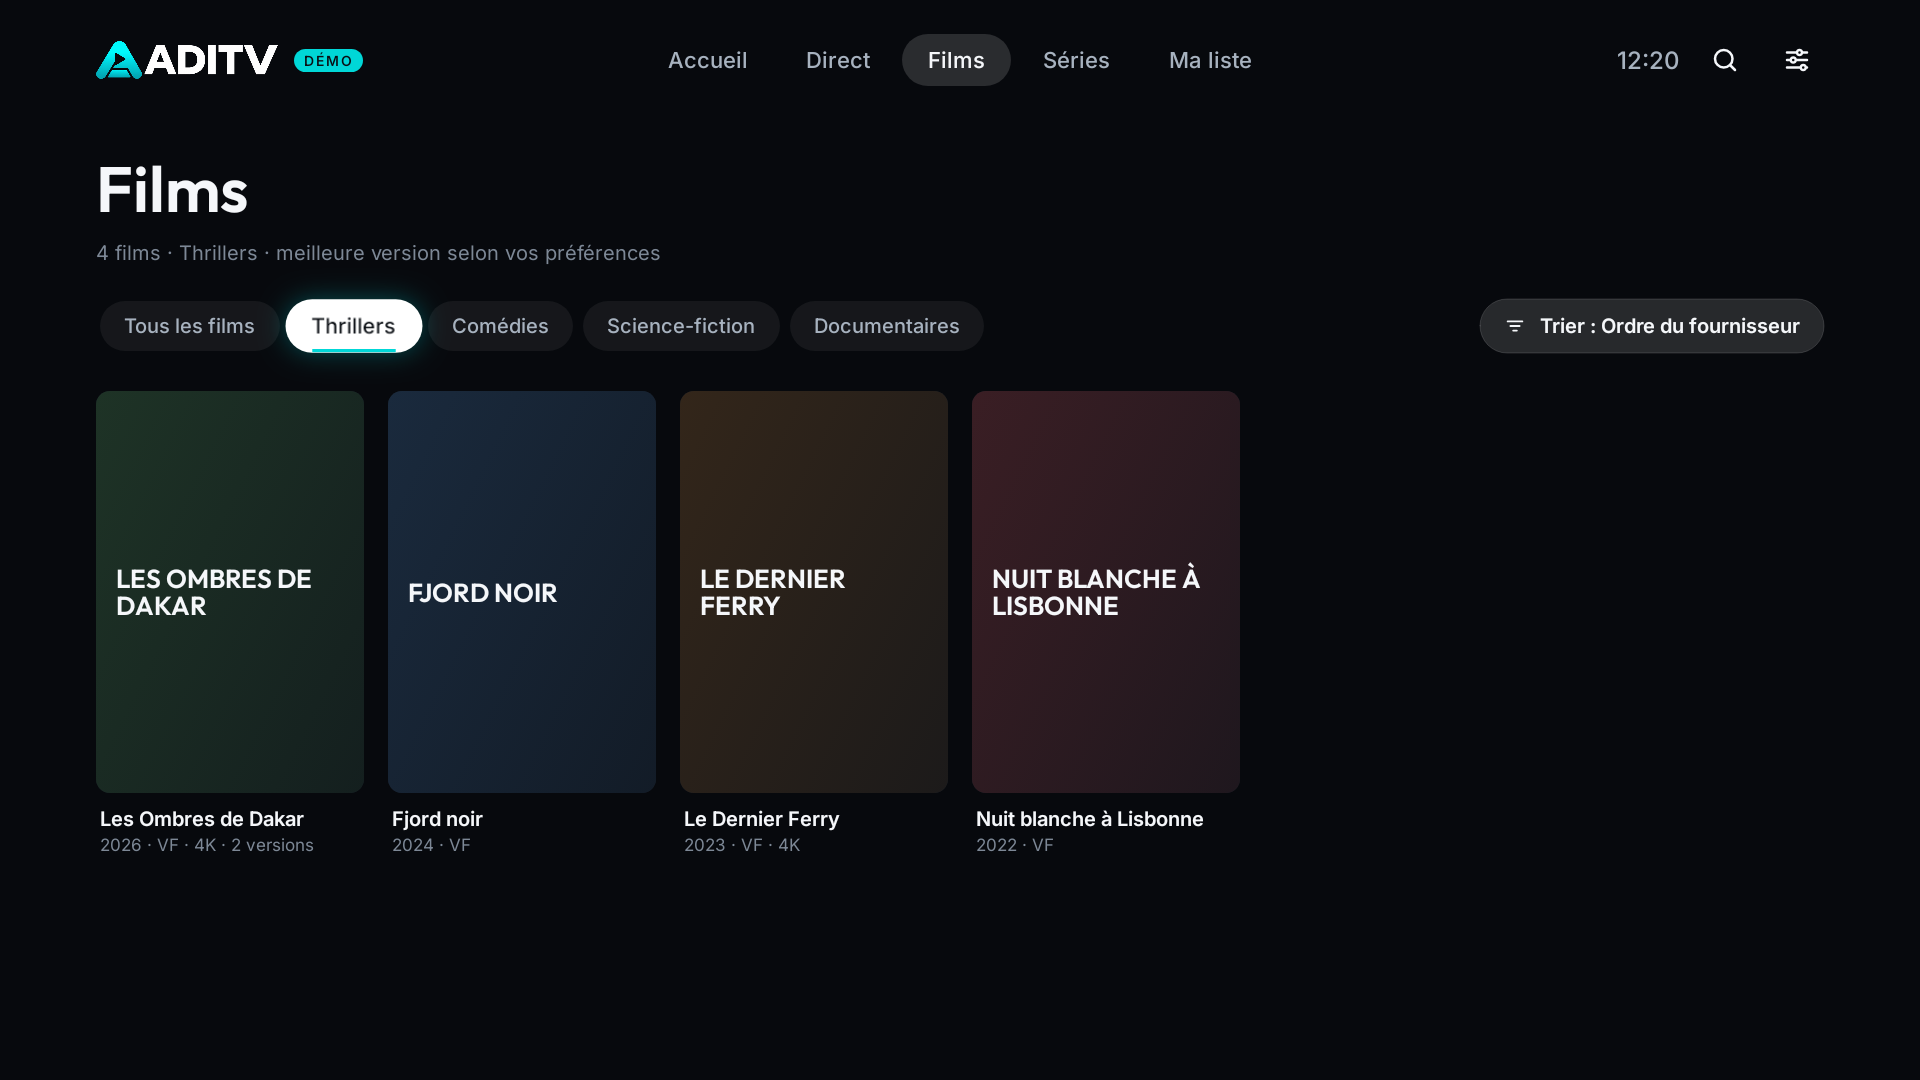 ADITV DÉMO
Accueil Direct Films Séries Ma liste
12:20
Films
4 films · Thrillers · meilleure version selon vos préférences
Tous les films Thrillers Comédies Science-fiction Documentaires
Trier : Ordre du fournisseur
LES OMBRES DE
DAKAR
FJORD NOIR
LE DERNIER
FERRY
NUIT BLANCHE À
LISBONNE
Les Ombres de Dakar
2026 · VF · 4K · 2 versions
Fjord noir
2024 · VF
Le Dernier Ferry
2023 · VF · 4K
Nuit blanche à Lisbonne
2022 · VF